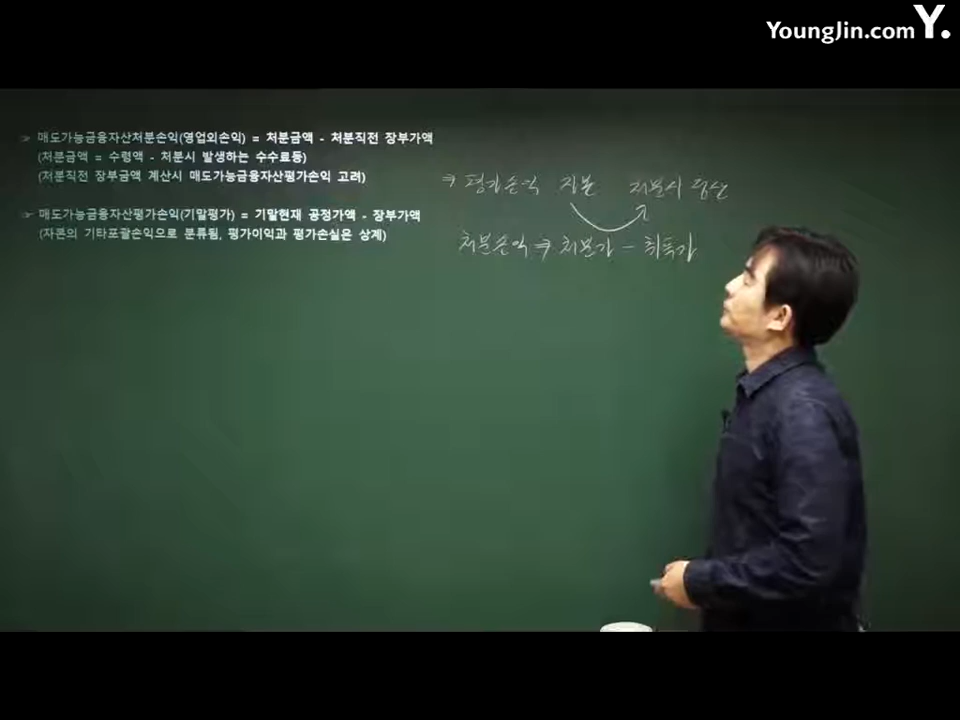 YoungJin.com Y.
☞ 매도가능금융자산처분손익(영업외손익) = 처분금액 - 처분직전 장부가액
(처분금액 = 수령액 - 처분시 발생하는 수수료등)
(처분직전 장부금액 계산시 매도가능금융자산평가손익 고려)
⇒ 평가손익 자본 처분시 정산
☞ 매도가능금융자산평가손익(기말평가) = 기말현재 공정가액 - 장부가액
(자본의 기타포괄손익으로 분류됨, 평가이익과 평가손실은 상계)
처분손익 ⇒ 처분가 - 취득가